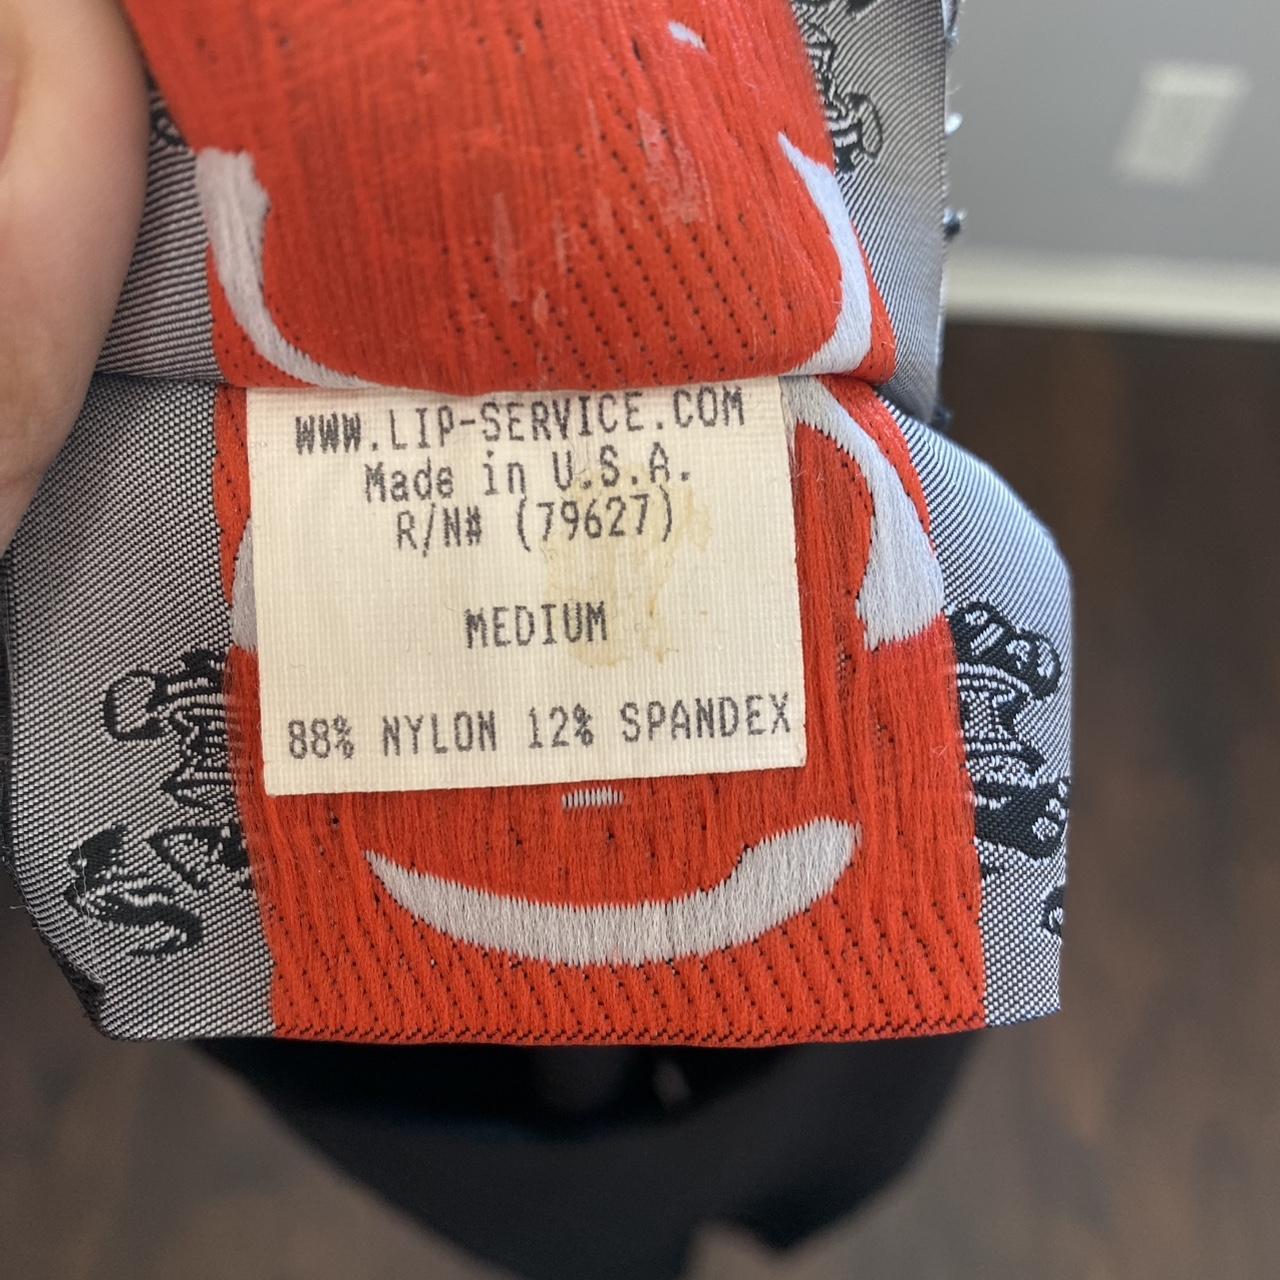 WWW.LIP-SERVICE.COM
Made in U.S.A.
R/N# (79627)
MEDIUM
88% NYLON 12% SPANDEX